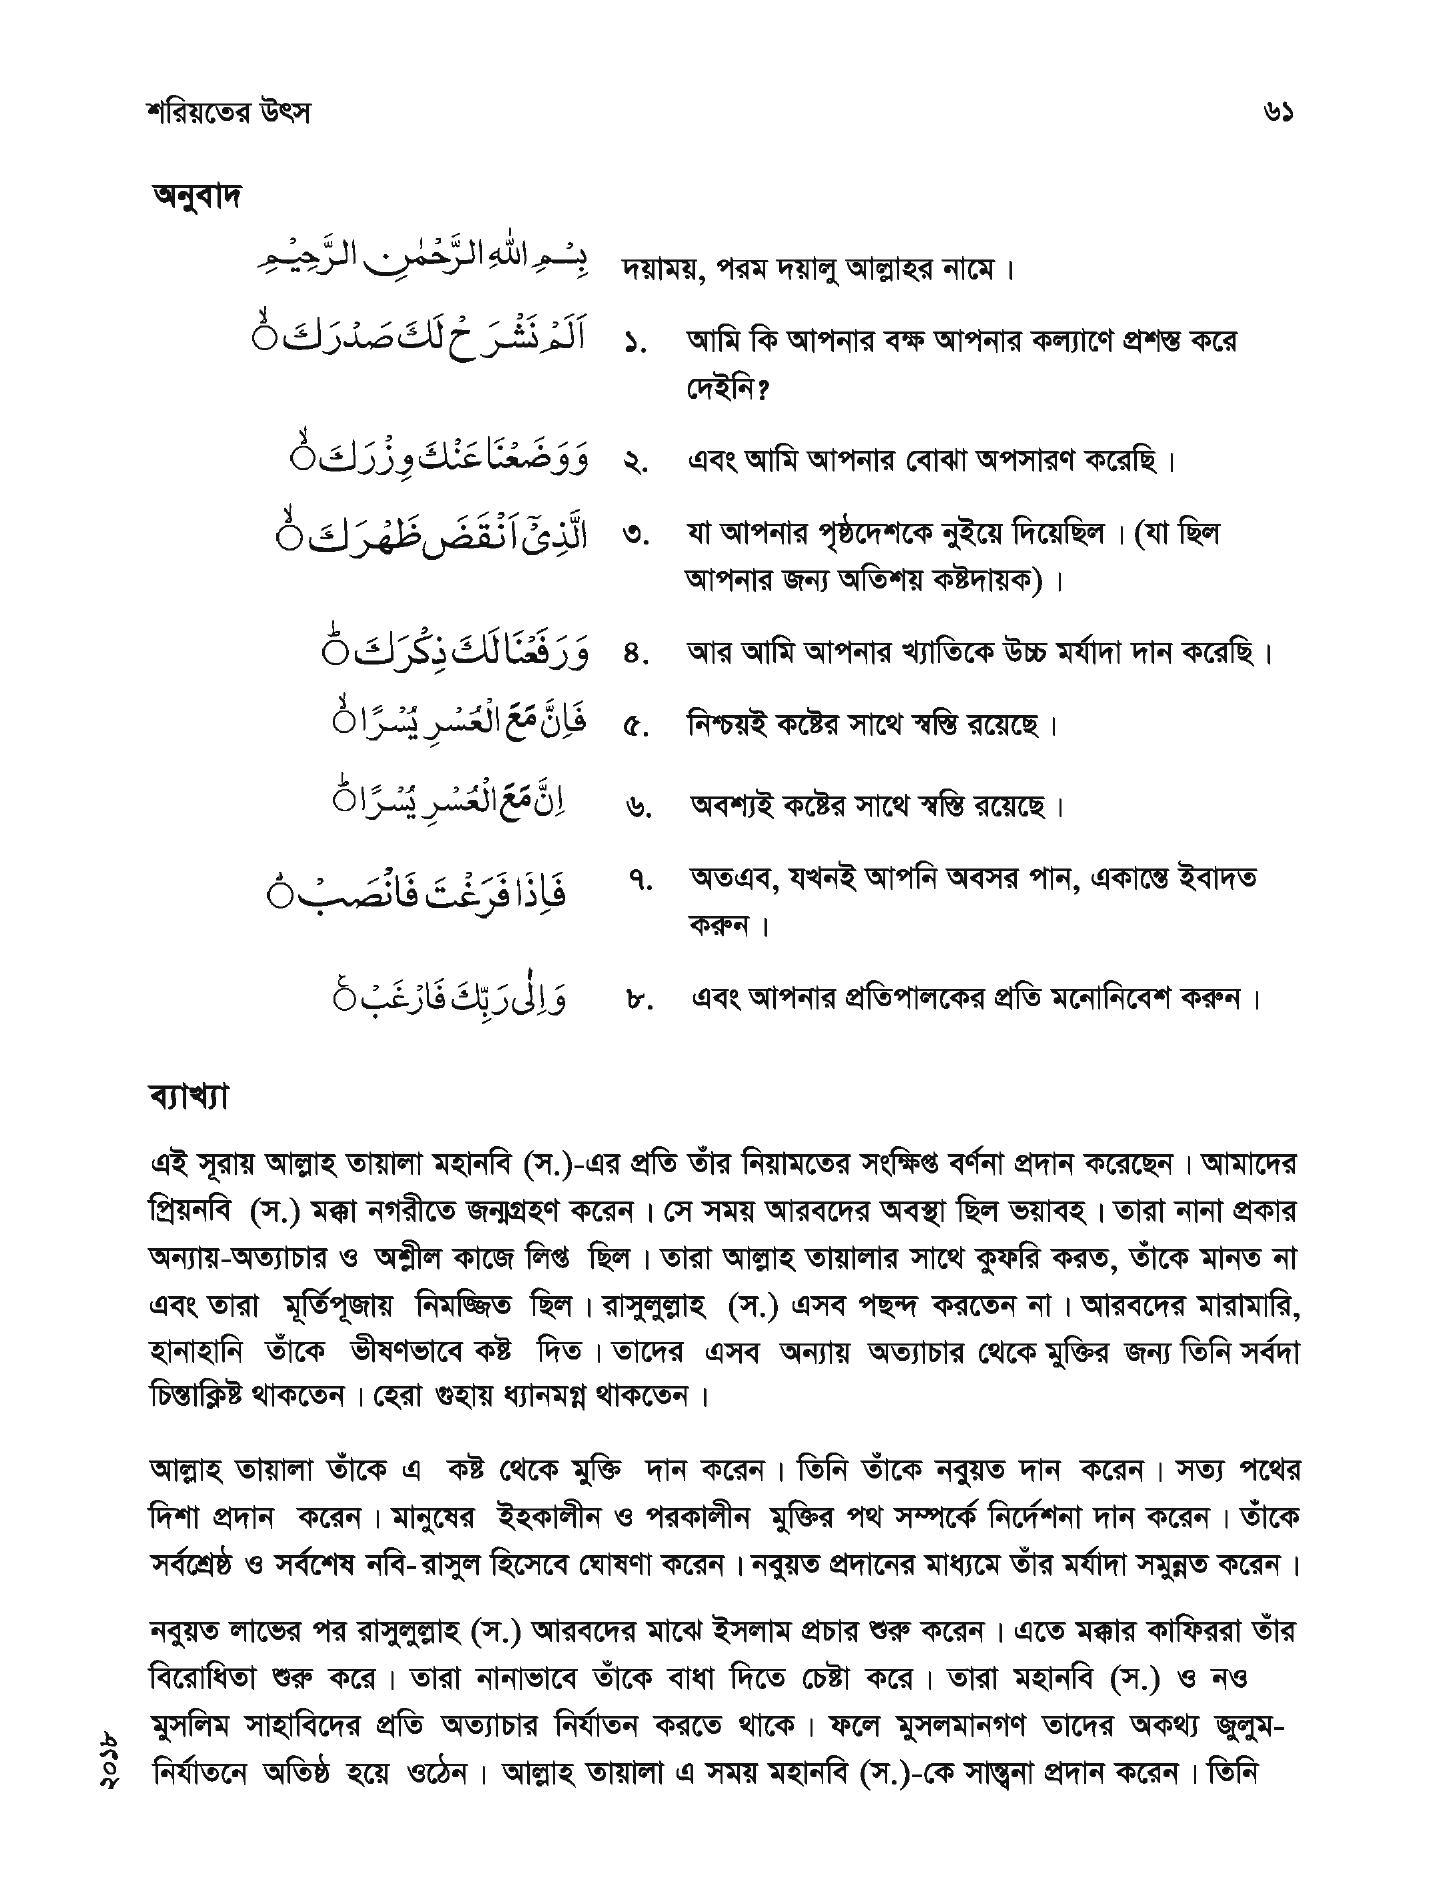 শরিয়তের উৎস ৬১
অনুবাদ
بِسْمِ اللهِ الرَّحْمٰنِ الرَّحِيْمِ দয়াময়, পরম দয়ালু আল্লাহর নামে।
اَلَمْ نَشْرَحْ لَكَ صَدْرَكَ ۙ ১. আমি কি আপনার বক্ষ আপনার কল্যাণে প্রশস্ত করে
দেইনি?
وَوَضَعْنَا عَنْكَ وِزْرَكَ ۙ ২. এবং আমি আপনার বোঝা অপসারণ করেছি।
الَّذِيْٓ اَنْقَضَ ظَهْرَكَ ۙ ৩. যা আপনার পৃষ্ঠদেশকে নুইয়ে দিয়েছিল। (যা ছিল
আপনার জন্য অতিশয় কষ্টদায়ক)।
وَرَفَعْنَا لَكَ ذِكْرَكَ ؕ ৪. আর আমি আপনার খ্যাতিকে উচ্চ মর্যাদা দান করেছি।
فَاِنَّ مَعَ الْعُسْرِ يُسْرًا ۙ ৫. নিশ্চয়ই কষ্টের সাথে স্বস্তি রয়েছে।
اِنَّ مَعَ الْعُسْرِ يُسْرًا ؕ ৬. অবশ্যই কষ্টের সাথে স্বস্তি রয়েছে।
فَاِذَا فَرَغْتَ فَانْصَبْ ۙ ৭. অতএব, যখনই আপনি অবসর পান, একান্তে ইবাদত
করুন।
وَاِلٰى رَبِّكَ فَارْغَبْ ۚ ৮. এবং আপনার প্রতিপালকের প্রতি মনোনিবেশ করুন।
ব্যাখ্যা
এই সূরায় আল্লাহ তায়ালা মহানবি (স.)-এর প্রতি তাঁর নিয়ামতের সংক্ষিপ্ত বর্ণনা প্রদান করেছেন। আমাদের
প্রিয়নবি (স.) মক্কা নগরীতে জন্মগ্রহণ করেন। সে সময় আরবদের অবস্থা ছিল ভয়াবহ। তারা নানা প্রকার
অন্যায়-অত্যাচার ও অশ্লীল কাজে লিপ্ত ছিল। তারা আল্লাহ তায়ালার সাথে কুফরি করত, তাঁকে মানত না
এবং তারা মূর্তিপূজায় নিমজ্জিত ছিল। রাসুলুল্লাহ (স.) এসব পছন্দ করতেন না। আরবদের মারামারি,
হানাহানি তাঁকে ভীষণভাবে কষ্ট দিত। তাদের এসব অন্যায় অত্যাচার থেকে মুক্তির জন্য তিনি সর্বদা
চিন্তাক্লিষ্ট থাকতেন। হেরা গুহায় ধ্যানমগ্ন থাকতেন।
আল্লাহ তায়ালা তাঁকে এ কষ্ট থেকে মুক্তি দান করেন। তিনি তাঁকে নবুয়ত দান করেন। সত্য পথের
দিশা প্রদান করেন। মানুষের ইহকালীন ও পরকালীন মুক্তির পথ সম্পর্কে নির্দেশনা দান করেন। তাঁকে
সর্বশ্রেষ্ঠ ও সর্বশেষ নবি-রাসুল হিসেবে ঘোষণা করেন। নবুয়ত প্রদানের মাধ্যমে তাঁর মর্যাদা সমুন্নত করেন।
নবুয়ত লাভের পর রাসুলুল্লাহ (স.) আরবদের মাঝে ইসলাম প্রচার শুরু করেন। এতে মক্কার কাফিররা তাঁর
বিরোধিতা শুরু করে। তারা নানাভাবে তাঁকে বাধা দিতে চেষ্টা করে। তারা মহানবি (স.) ও নও
মুসলিম সাহাবিদের প্রতি অত্যাচার নির্যাতন করতে থাকে। ফলে মুসলমানগণ তাদের অকথ্য জুলুম-
নির্যাতনে অতিষ্ঠ হয়ে ওঠেন। আল্লাহ তায়ালা এ সময় মহানবি (স.)-কে সান্ত্বনা প্রদান করেন। তিনি
২০১৮